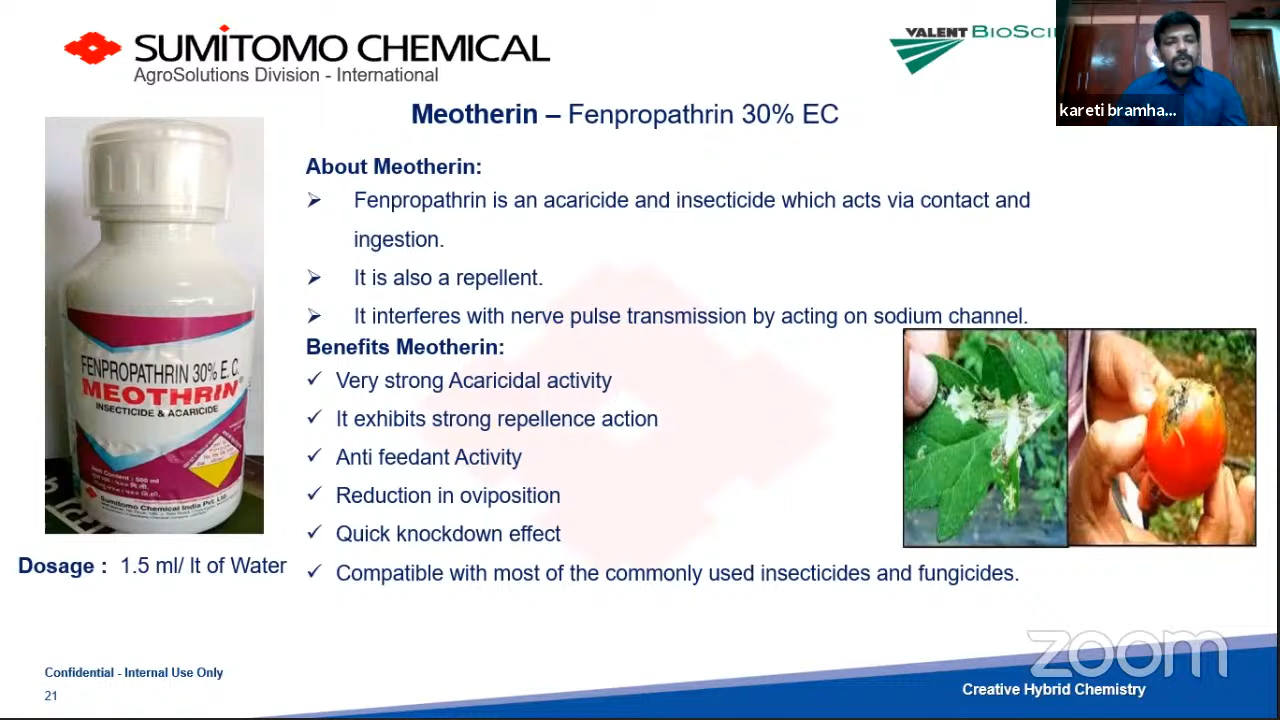 SUMITOMO CHEMICAL
AgroSolutions Division - International
VALENT BIOSCI
kareti bramha...
Meotherin – Fenpropathrin 30% EC
About Meotherin:
Fenpropathrin is an acaricide and insecticide which acts via contact and
ingestion.
It is also a repellent.
It interferes with nerve pulse transmission by acting on sodium channel.
Benefits Meotherin:
Very strong Acaricidal activity
It exhibits strong repellence action
Anti feedant Activity
Reduction in oviposition
Quick knockdown effect
Compatible with most of the commonly used insecticides and fungicides.
FENPROPATHRIN 30% E.C.
MEOTHRIN
INSECTICIDE & ACARICIDE
Sumitomo Chemical India Pvt. Ltd.
Dosage : 1.5 ml/ lt of Water
zoom
Confidential - Internal Use Only
21
Creative Hybrid Chemistry